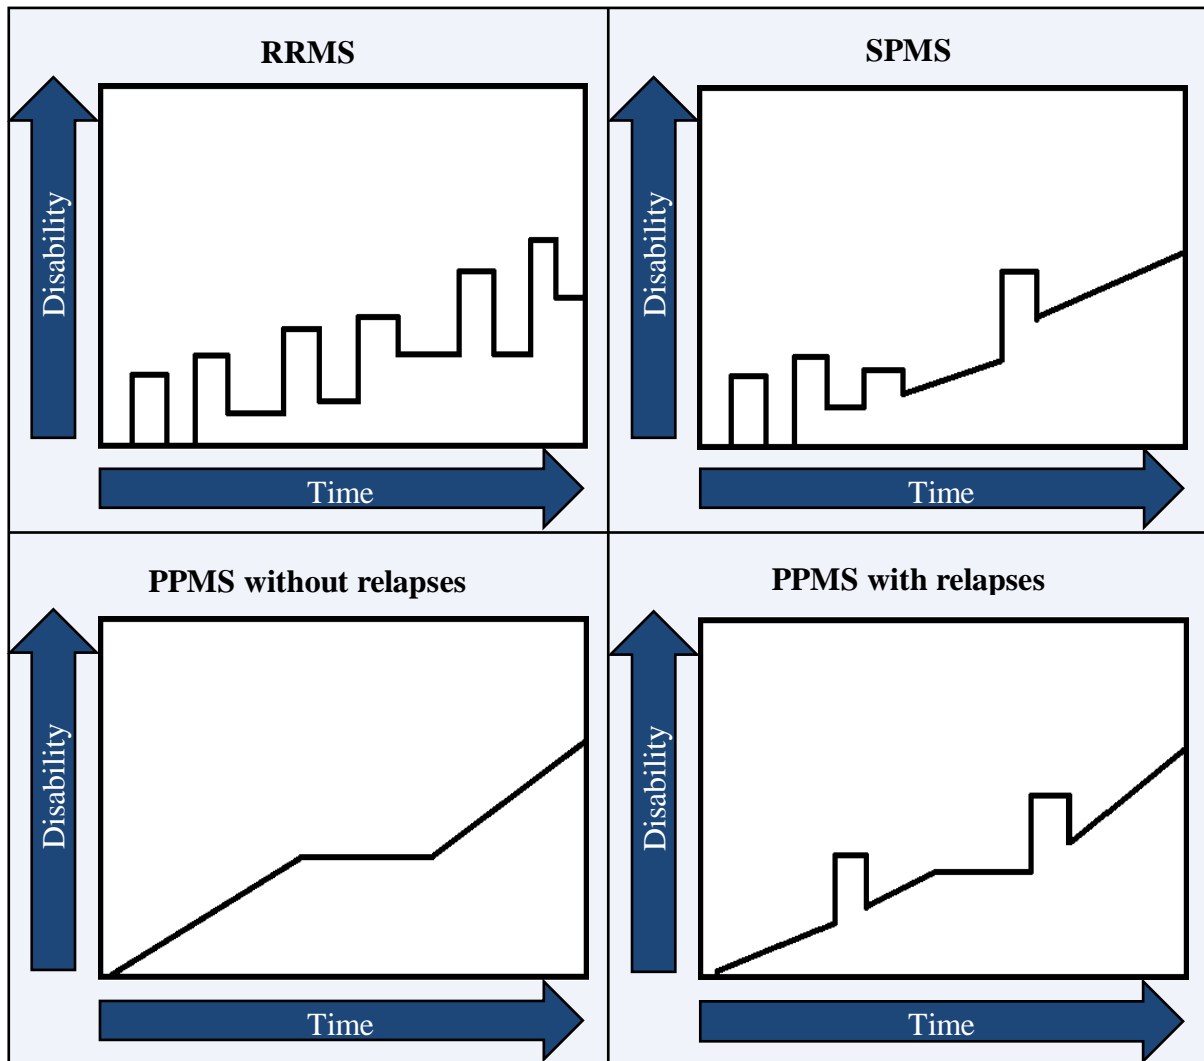 RRMS
Disability
Time
SPMS
Disability
Time
PPMS without relapses
Disability
Time
PPMS with relapses
Disability
Time